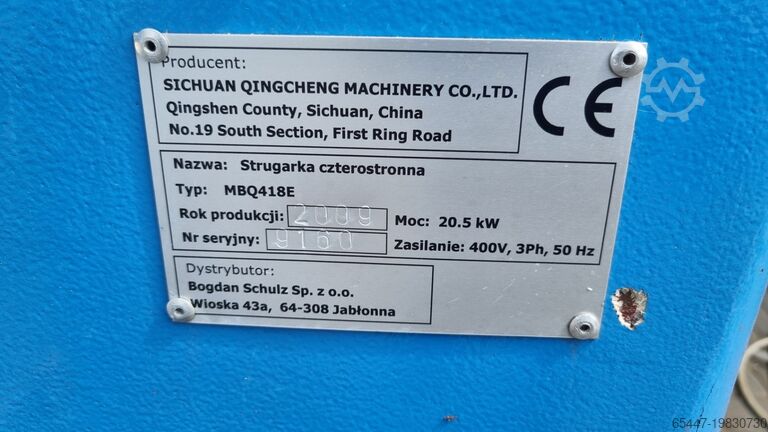 Producent:
SICHUAN QINGCHENG MACHINERY CO.,LTD.
Qingshen County, Sichuan, China
No.19 South Section, First Ring Road
CE
Nazwa: Strugarka czterostronna
Typ: MBQ418E
Rok produkcji: 2009 Moc: 20.5 kW
Nr seryjny: 9160 Zasilanie: 400V, 3Ph, 50 Hz
Dystrybutor:
Bogdan Schulz Sp. z o.o.
Wioska 43a, 64-308 Jabłonna
65447-19830730